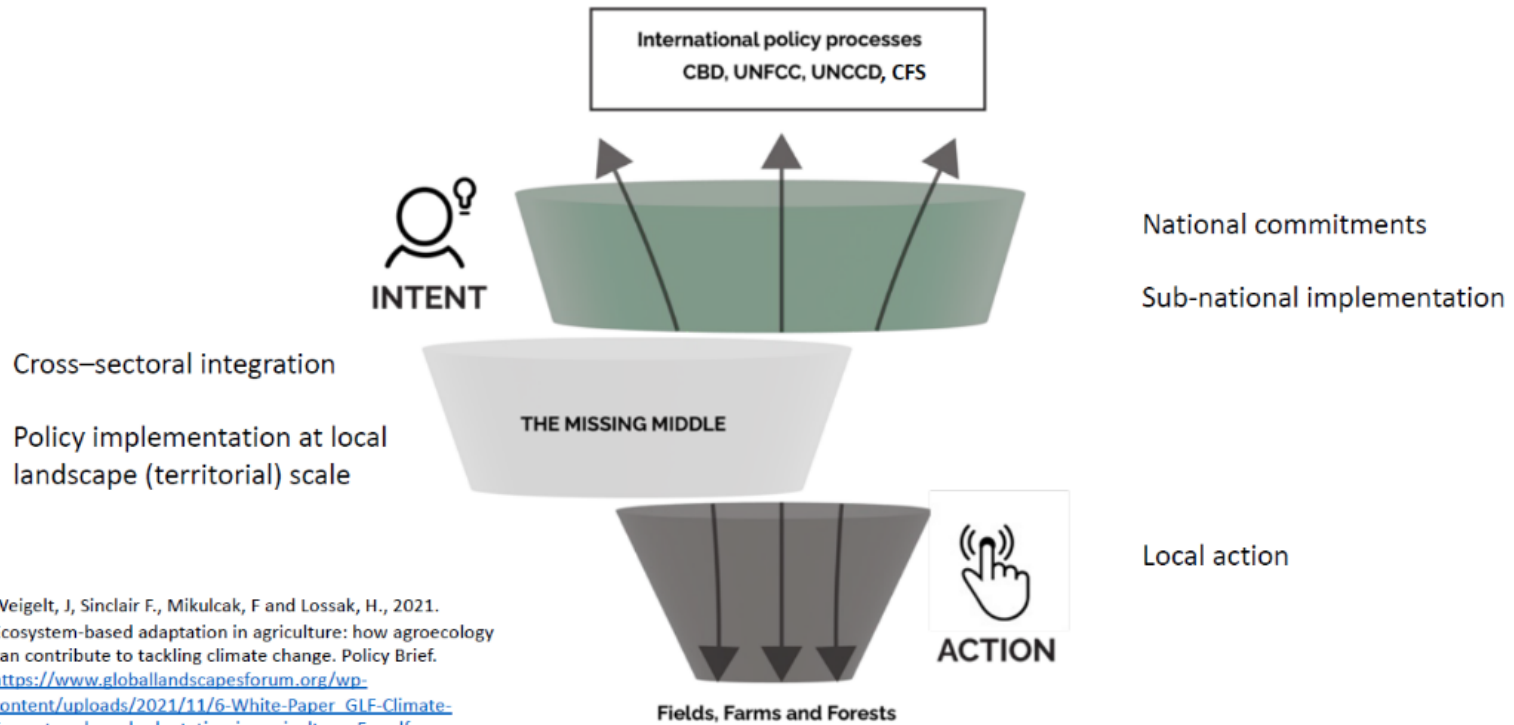 International policy processes
CBD, UNFCC, UNCCD, CFS
INTENT
National commitments
Sub-national implementation
Cross–sectoral integration
Policy implementation at local
landscape (territorial) scale
THE MISSING MIDDLE
Local action
ACTION
Fields, Farms and Forests
Weigelt, J, Sinclair F., Mikulcak, F and Lossak, H., 2021.
cosystem-based adaptation in agriculture: how agroecology
an contribute to tackling climate change. Policy Brief.
ttps://www.globallandscapesforum.org/wp-
ontent/uploads/2021/11/6-White-Paper_GLF-Climate-